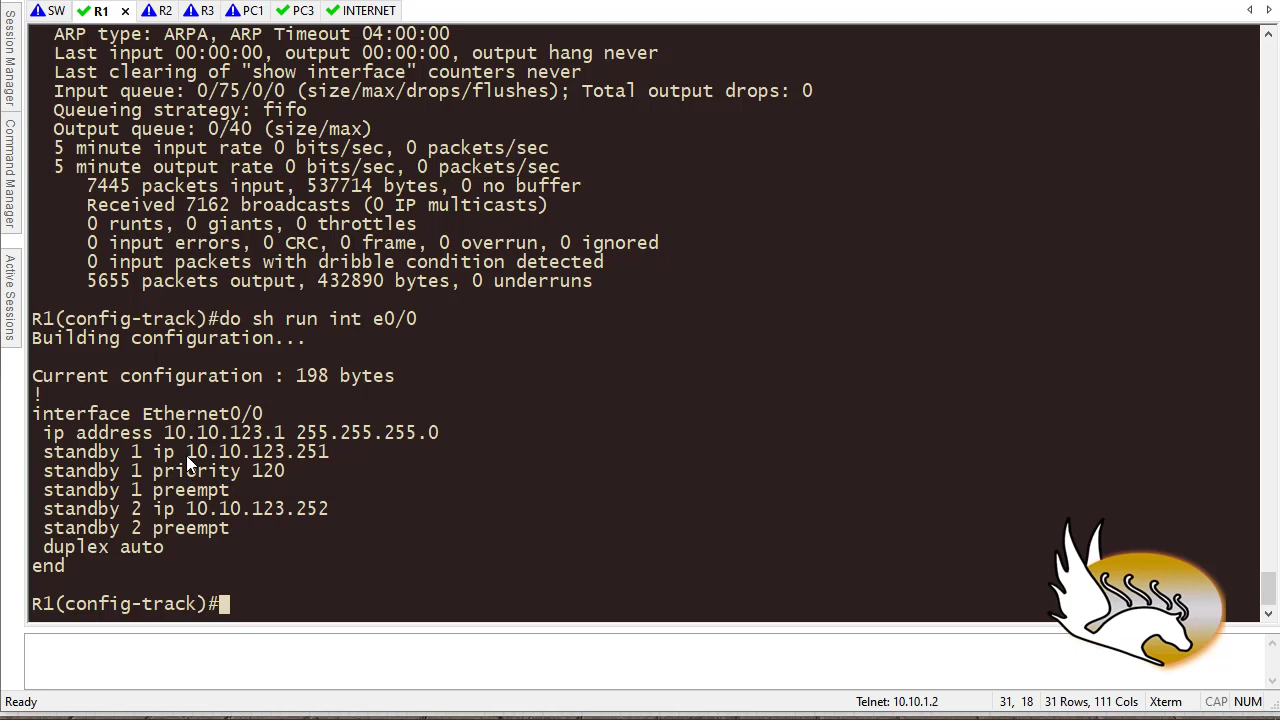 SW R1 × R2 R3 PC1 PC3 INTERNET
Session Manager
Command Manager
Active Sessions
ARP type: ARPA, ARP Timeout 04:00:00
Last input 00:00:00, output 00:00:00, output hang never
Last clearing of "show interface" counters never
Input queue: 0/75/0/0 (size/max/drops/flushes); Total output drops: 0
Queueing strategy: fifo
Output queue: 0/40 (size/max)
5 minute input rate 0 bits/sec, 0 packets/sec
5 minute output rate 0 bits/sec, 0 packets/sec
7445 packets input, 537714 bytes, 0 no buffer
Received 7162 broadcasts (0 IP multicasts)
0 runts, 0 giants, 0 throttles
0 input errors, 0 CRC, 0 frame, 0 overrun, 0 ignored
0 input packets with dribble condition detected
5655 packets output, 432890 bytes, 0 underruns
R1(config-track)#do sh run int e0/0
Building configuration...
Current configuration : 198 bytes
!
interface Ethernet0/0
ip address 10.10.123.1 255.255.255.0
standby 1 ip 10.10.123.251
standby 1 priority 120
standby 1 preempt
standby 2 ip 10.10.123.252
standby 2 preempt
duplex auto
end
R1(config-track)#
Ready Telnet: 10.10.1.2 31, 18 31 Rows, 111 Cols Xterm CAP NUM